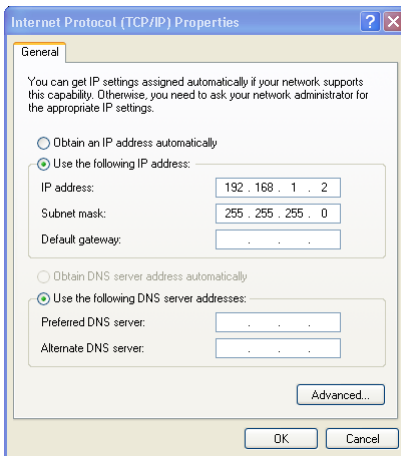 Internet Protocol (TCP/IP) Properties
General
You can get IP settings assigned automatically if your network supports
this capability. Otherwise, you need to ask your network administrator for
the appropriate IP settings.
Obtain an IP address automatically
Use the following IP address:
IP address: 192 . 168 . 1 . 2
Subnet mask: 255 . 255 . 255 . 0
Default gateway: . . .
Obtain DNS server address automatically
Use the following DNS server addresses:
Preferred DNS server: . . .
Alternate DNS server: . . .
Advanced...
OK Cancel